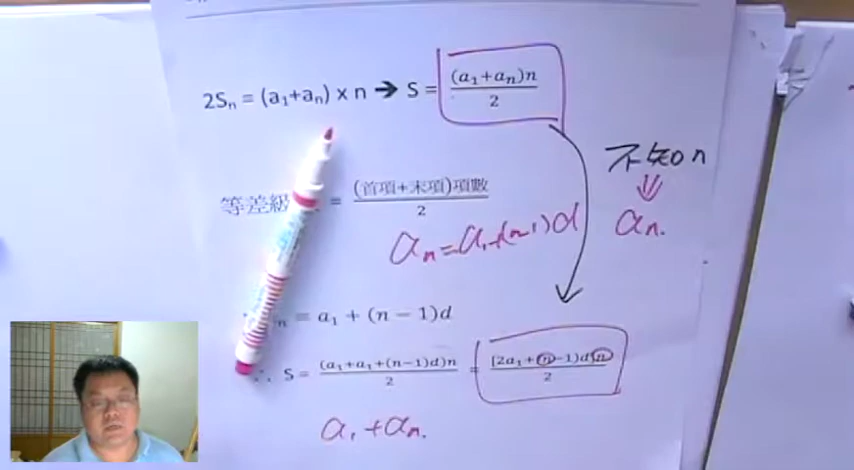 2Sₙ = (a₁+aₙ) x n ➔ S = (a₁+aₙ)n / 2
不知 n
aₙ.
等差級 = (首項+末項)項數 / 2
aₙ = a₁+(n-1)d
ₙ = a₁ + (n − 1)d
∴ S = (a₁+a₁+(n−1)d)n / 2 = [2a₁+(n−1)d]n / 2
a₁ + aₙ.